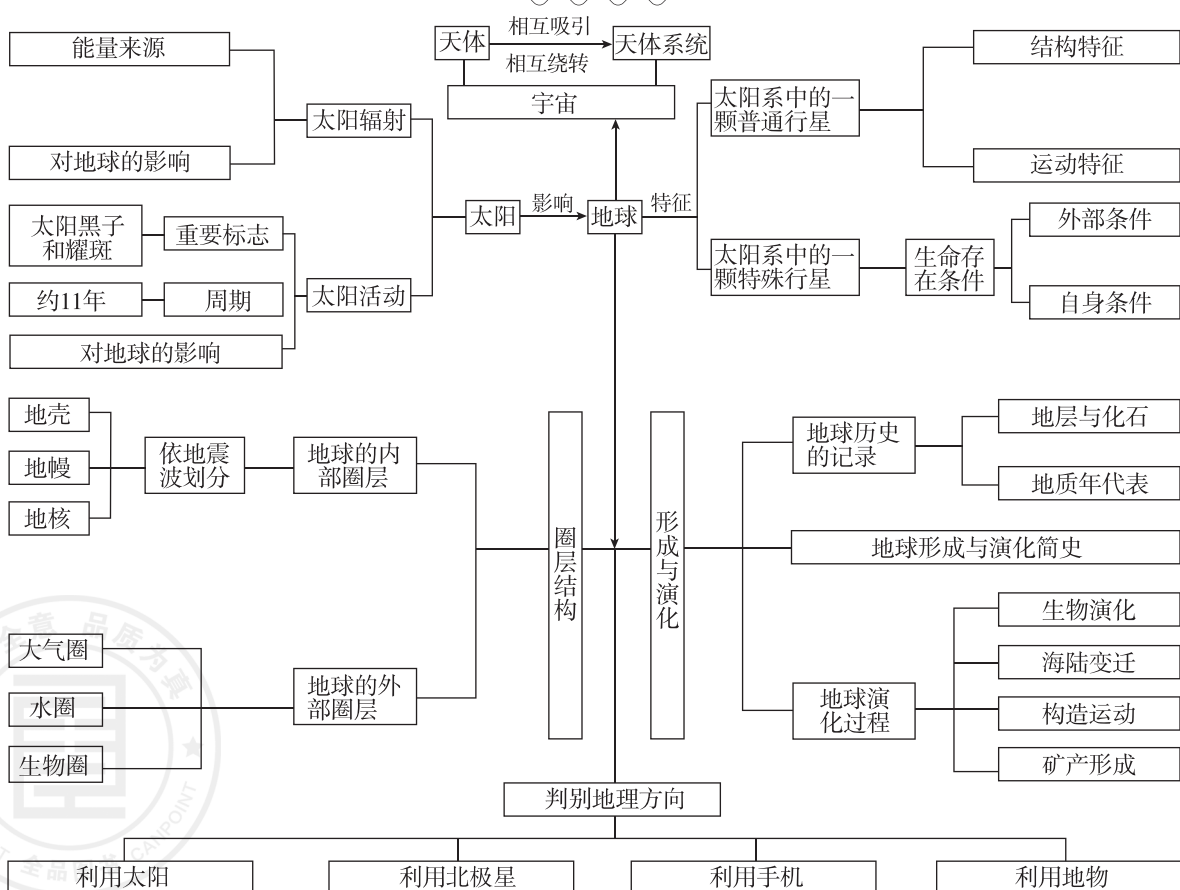 天体
相互吸引
相互绕转
天体系统
宇宙
能量来源
对地球的影响
太阳辐射
太阳黑子
和耀斑
重要标志
约11年
周期
太阳活动
对地球的影响
太阳
影响
地球
特征
太阳系中的一
颗普通行星
结构特征
运动特征
太阳系中的一
颗特殊行星
生命存
在条件
外部条件
自身条件
地壳
地幔
地核
依地震
波划分
地球的内
部圈层
大气圈
水圈
生物圈
地球的外
部圈层
圈层结构
形成与演化
地球历史
的记录
地层与化石
地质年代表
地球形成与演化简史
地球演
化过程
生物演化
海陆变迁
构造运动
矿产形成
判别地理方向
利用太阳
利用北极星
利用手机
利用地物
品质为真
CANPOINT